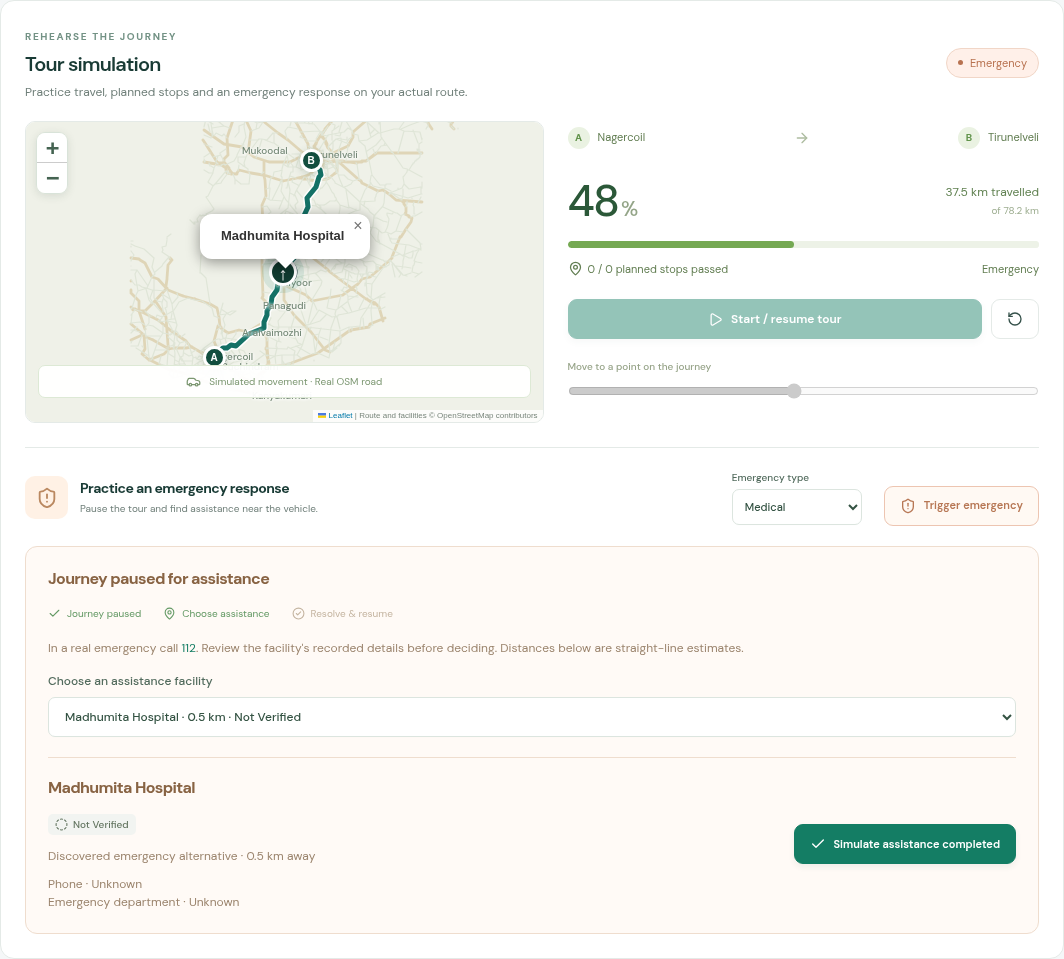 REHEARSE THE JOURNEY
Tour simulation
Practice travel, planned stops and an emergency response on your actual route.
Emergency
+
−
Mukoodal
B
unelveli
Madhumita Hospital
×
↑
yoor
Panagudi
Aralvaimozhi
A
ercoil
Simulated movement · Real OSM road
Leaflet | Route and facilities © OpenStreetMap contributors
A Nagercoil → B Tirunelveli
48%
37.5 km travelled
of 78.2 km
0 / 0 planned stops passed
Emergency
Start / resume tour
Move to a point on the journey
Practice an emergency response
Pause the tour and find assistance near the vehicle.
Emergency type
Medical
Trigger emergency
Journey paused for assistance
Journey paused
Choose assistance
Resolve & resume
In a real emergency call 112. Review the facility's recorded details before deciding. Distances below are straight-line estimates.
Choose an assistance facility
Madhumita Hospital · 0.5 km · Not Verified
Madhumita Hospital
Not Verified
Discovered emergency alternative · 0.5 km away
Phone · Unknown
Emergency department · Unknown
Simulate assistance completed